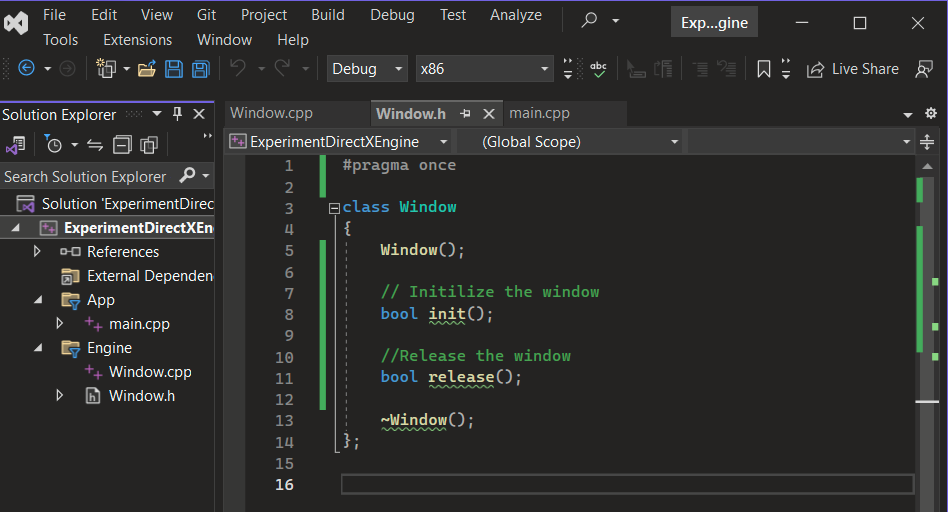 File Edit View Git Project Build Debug Test Analyze Exp...gine
Tools Extensions Window Help
Debug x86 abc Live Share
Solution Explorer
Search Solution Explorer
Solution 'ExperimentDirec
ExperimentDirectXEn
References
External Dependen
App
main.cpp
Engine
Window.cpp
Window.h
Window.cpp Window.h main.cpp
ExperimentDirectXEngine (Global Scope)
1 #pragma once
2
3 class Window
4 {
5 Window();
6
7 // Initilize the window
8 bool init();
9
10 //Release the window
11 bool release();
12
13 ~Window();
14 };
15
16